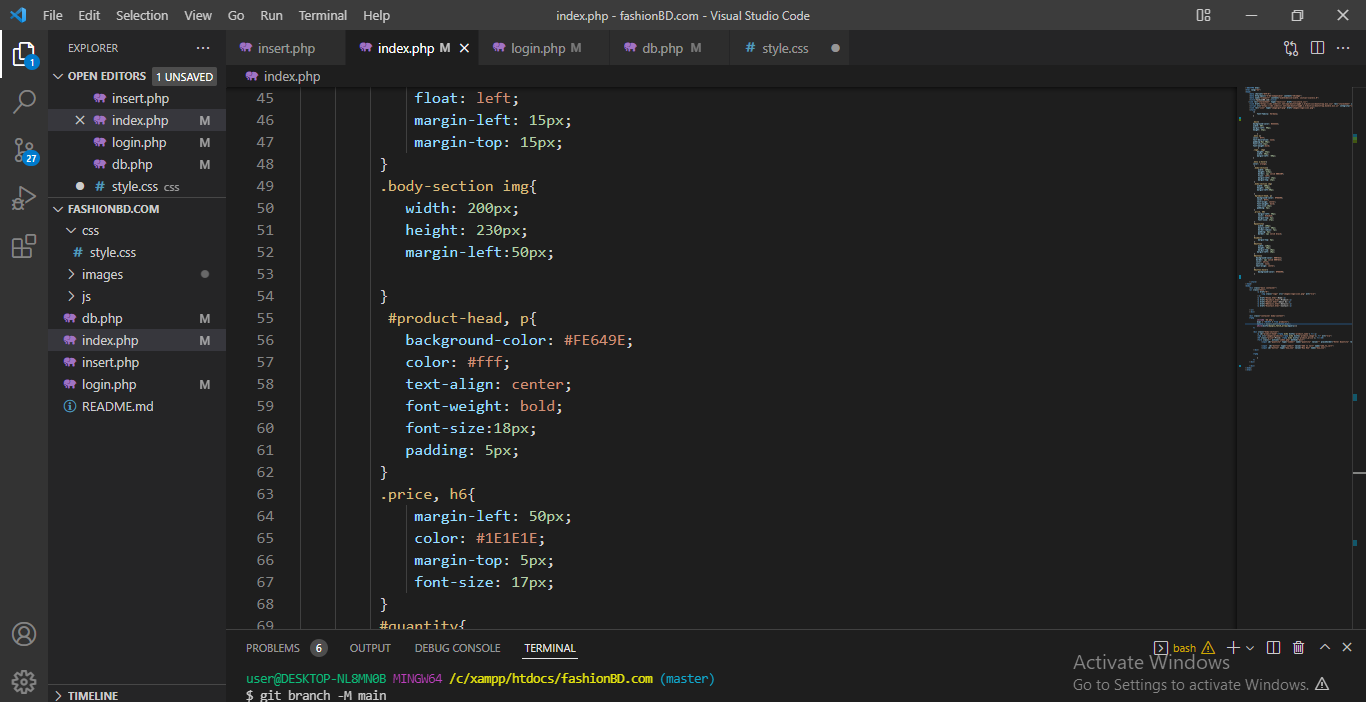 File Edit Selection View Go Run Terminal Help index.php - fashionBD.com - Visual Studio Code
EXPLORER
insert.php index.php M login.php M db.php M # style.css
OPEN EDITORS 1 UNSAVED
insert.php
index.php M
login.php M
db.php M
# style.css css
FASHIONBD.COM
css
# style.css
images
js
db.php M
index.php M
insert.php
login.php M
README.md
TIMELINE
1
27
index.php
45 float: left;
46 margin-left: 15px;
47 margin-top: 15px;
48 }
49 .body-section img{
50 width: 200px;
51 height: 230px;
52 margin-left:50px;
53
54 }
55 #product-head, p{
56 background-color: #FE649E;
57 color: #fff;
58 text-align: center;
59 font-weight: bold;
60 font-size:18px;
61 padding: 5px;
62 }
63 .price, h6{
64 margin-left: 50px;
65 color: #1E1E1E;
66 margin-top: 5px;
67 font-size: 17px;
68 }
69 #quantity{
PROBLEMS 6 OUTPUT DEBUG CONSOLE TERMINAL bash
user@DESKTOP-NL8MN0B MINGW64 /c/xampp/htdocs/fashionBD.com (master)
$ git branch -M main
Activate Windows
Go to Settings to activate Windows.